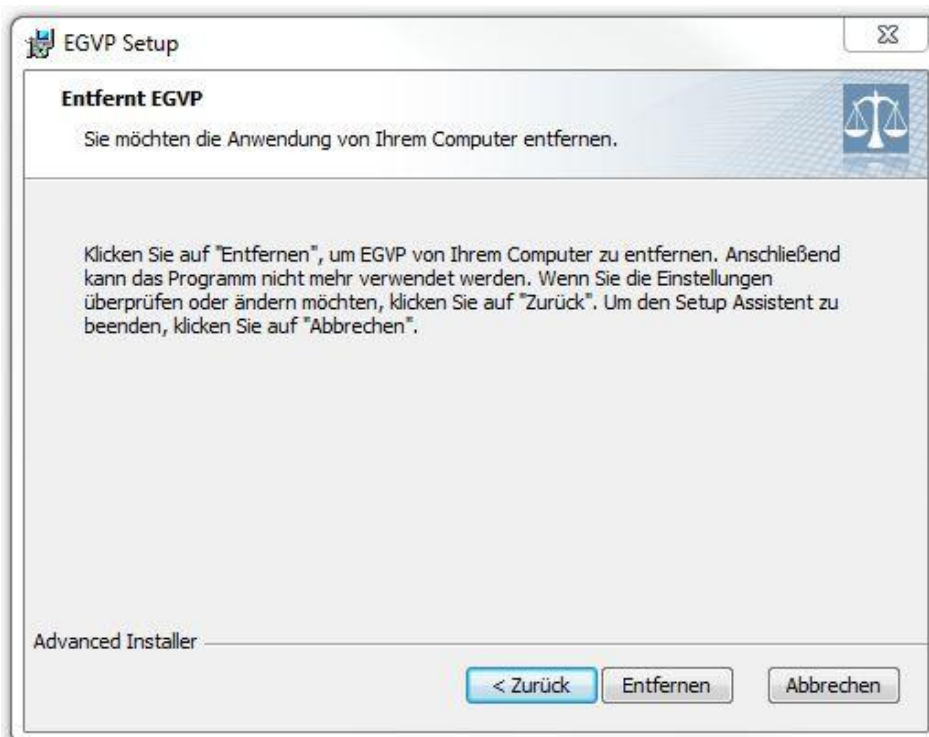 EGVP Setup
Entfernt EGVP
Sie möchten die Anwendung von Ihrem Computer entfernen.
Klicken Sie auf "Entfernen", um EGVP von Ihrem Computer zu entfernen. Anschließend
kann das Programm nicht mehr verwendet werden. Wenn Sie die Einstellungen
überprüfen oder ändern möchten, klicken Sie auf "Zurück". Um den Setup Assistent zu
beenden, klicken Sie auf "Abbrechen".
Advanced Installer
< Zurück Entfernen Abbrechen